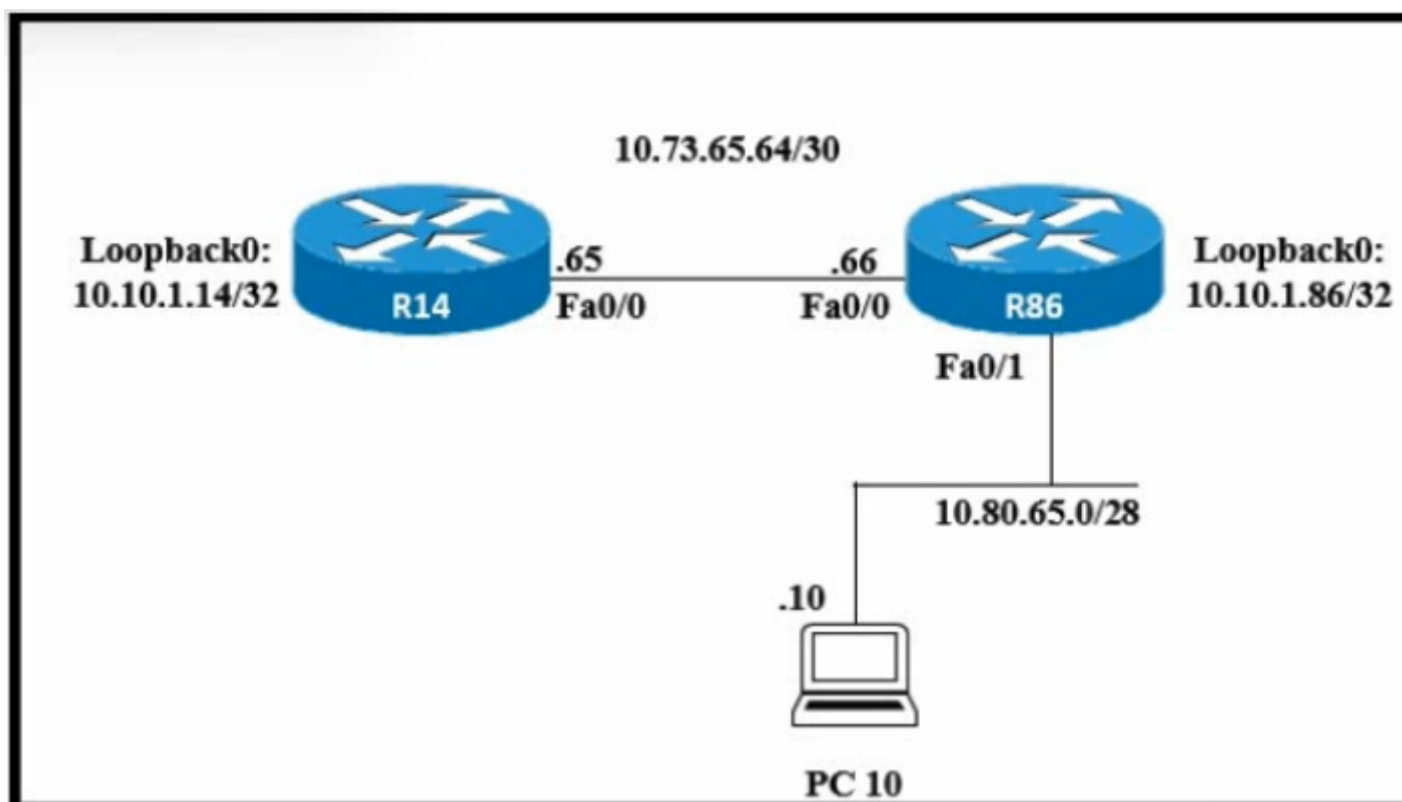 10.73.65.64/30
Loopback0:
10.10.1.14/32
R14
.65
Fa0/0
.66
Fa0/0
R86
Loopback0:
10.10.1.86/32
Fa0/1
10.80.65.0/28
.10
PC 10